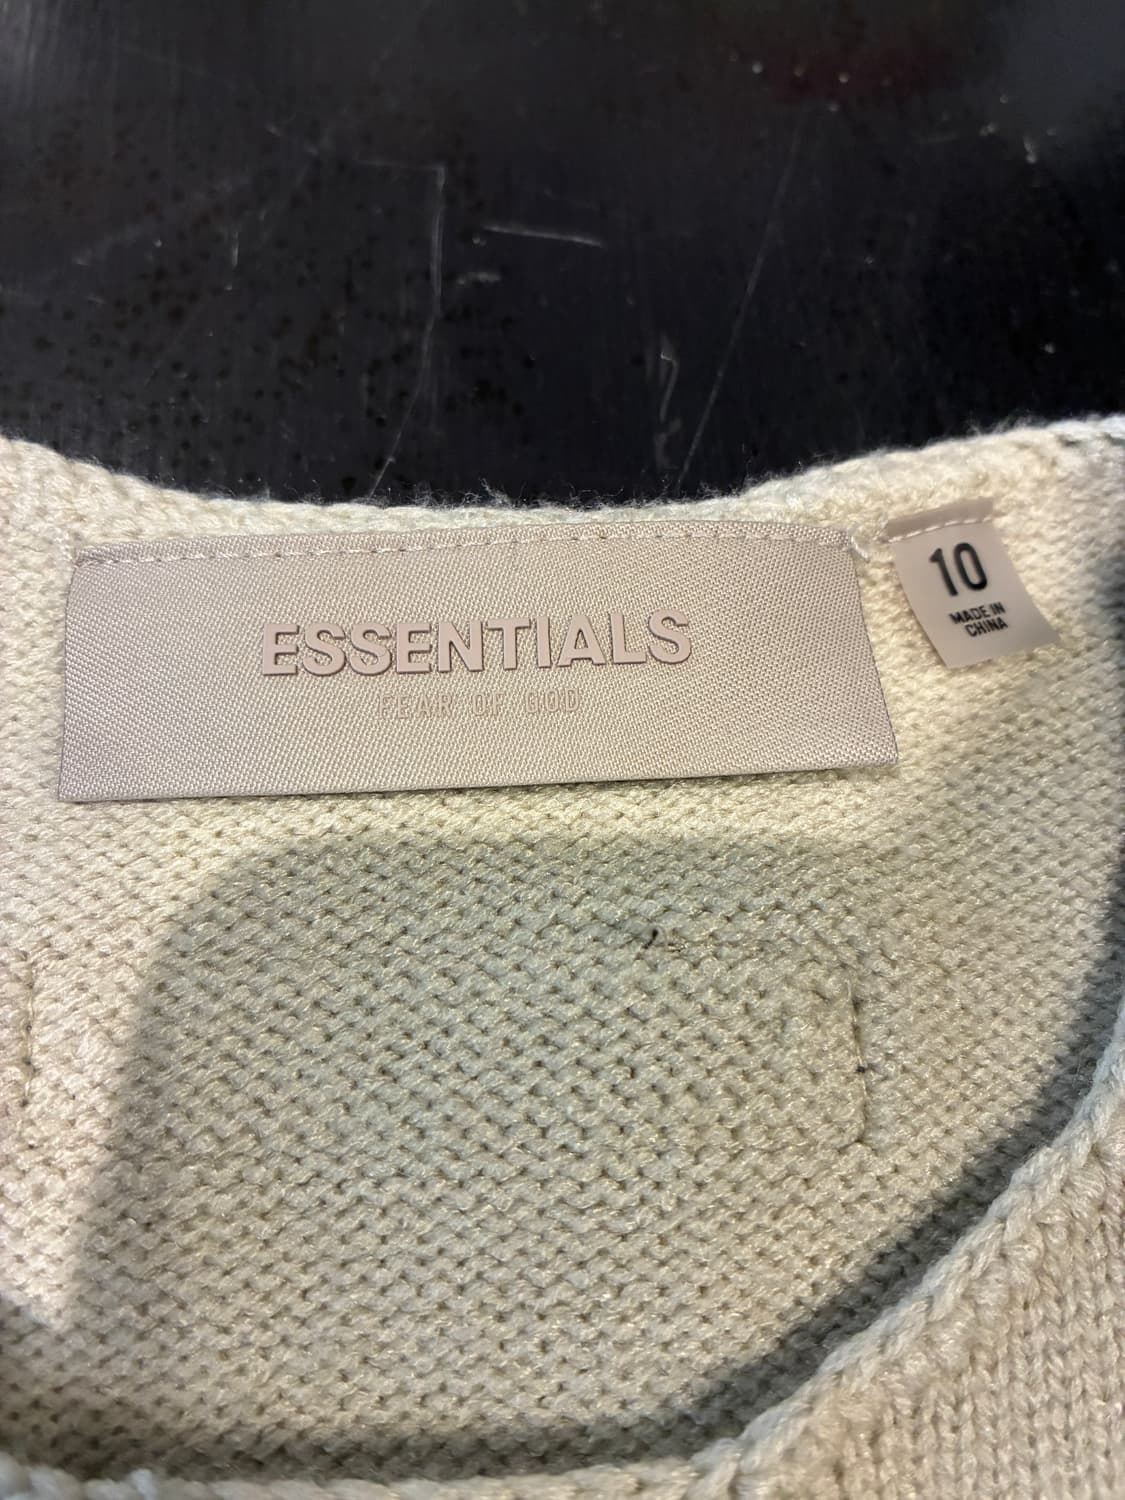 ESSENTIALS
FEAR OF GOD
10
MADE IN
CHINA